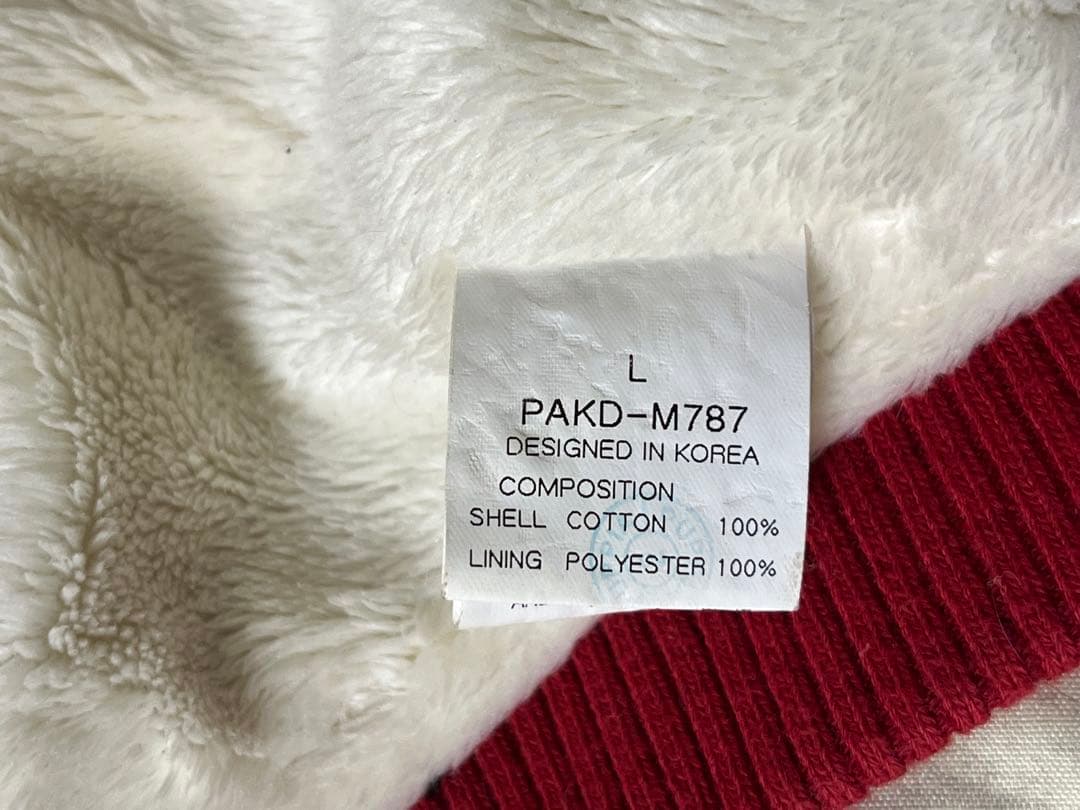 L
PAKD-M787
DESIGNED IN KOREA
COMPOSITION
SHELL COTTON 100%
LINING POLYESTER 100%